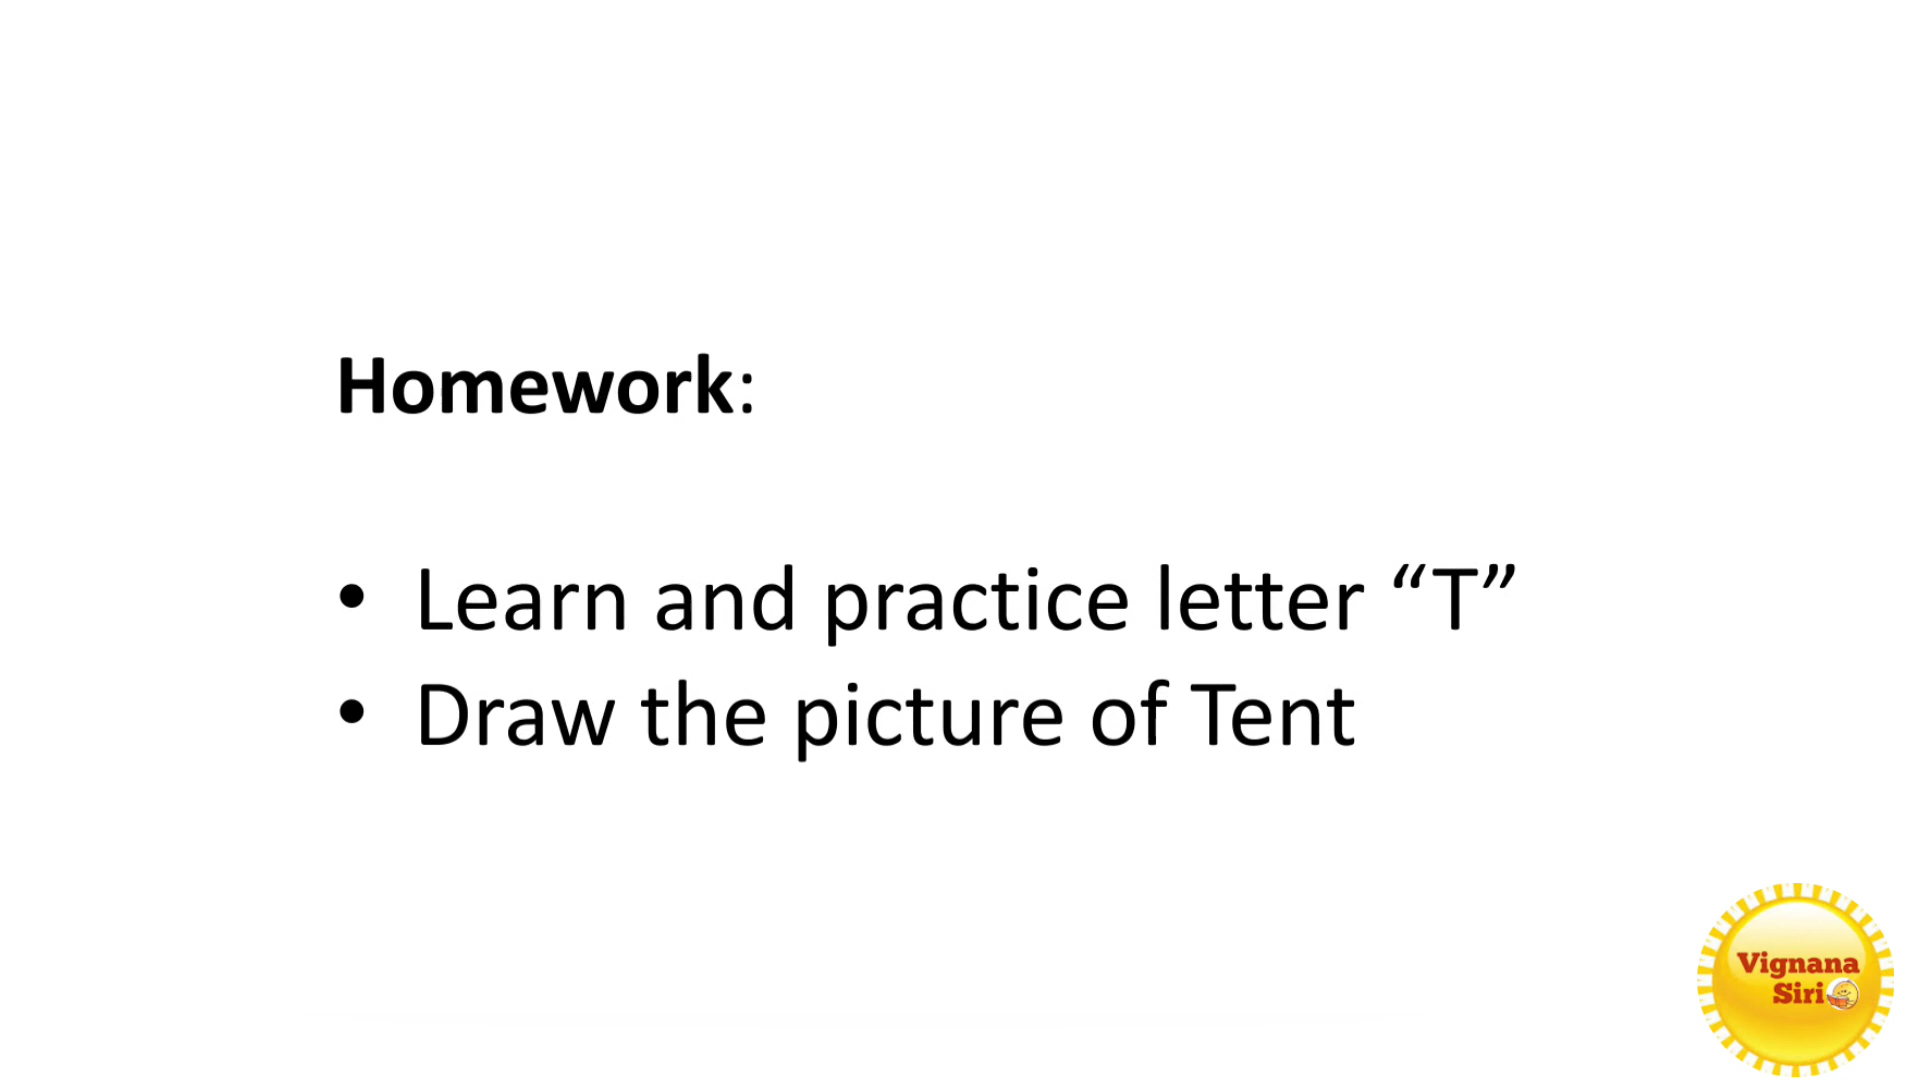 Homework:
• Learn and practice letter “T”
• Draw the picture of Tent
Vignana
Siri